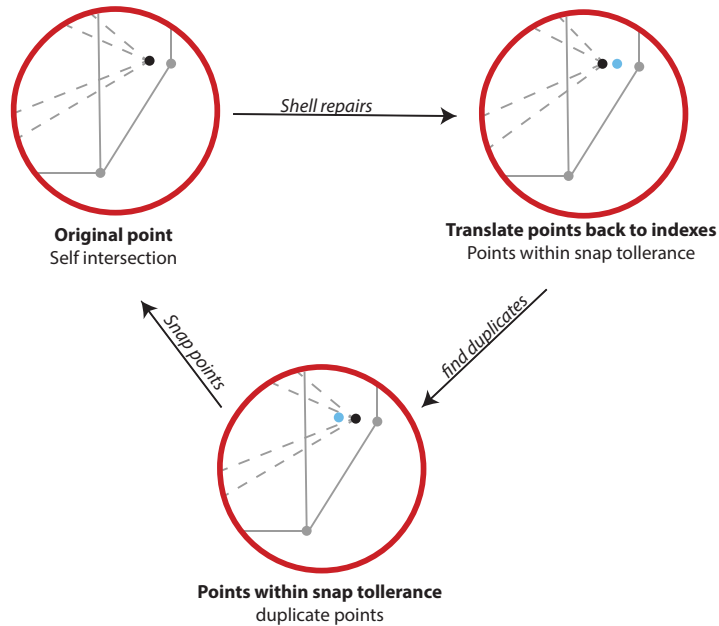 Shell repairs
Original point
Self intersection
Translate points back to indexes
Points within snap tollerance
Snap points
find duplicates
Points within snap tollerance
duplicate points